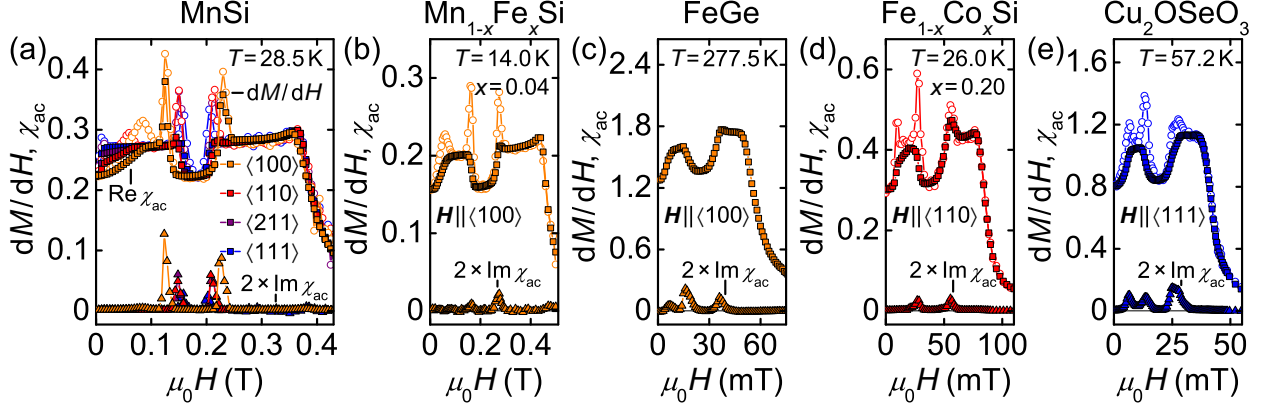 MnSi
Mn₁₋ₓFeₓSi
FeGe
Fe₁₋ₓCoₓSi
Cu₂OSeO₃
(a)
T = 28.5 K
dM/dH
Re χac
⟨100⟩
⟨110⟩
⟨211⟩
⟨111⟩
2 × Im χac
dM/dH, χac
0.4
0.3
0.2
0.1
0
0 0.1 0.2 0.3 0.4
μ₀H (T)
(b)
T = 14.0 K
x = 0.04
H||⟨100⟩
dM/dH, χac
0.3
0.2
0.1
0
0 0.2 0.4
μ₀H (T)
(c)
T = 277.5 K
H||⟨100⟩
2 × Im χac
dM/dH, χac
2.4
1.8
1.2
0.6
0
0 30 60
μ₀H (mT)
(d)
T = 26.0 K
x = 0.20
H||⟨110⟩
2 × Im χac
dM/dH, χac
0.6
0.4
0.2
0
0 50 100
μ₀H (mT)
(e)
T = 57.2 K
H||⟨111⟩
2 × Im χac
dM/dH, χac
1.6
1.2
0.8
0.4
0
0 25 50
μ₀H (mT)
2 × Im χac